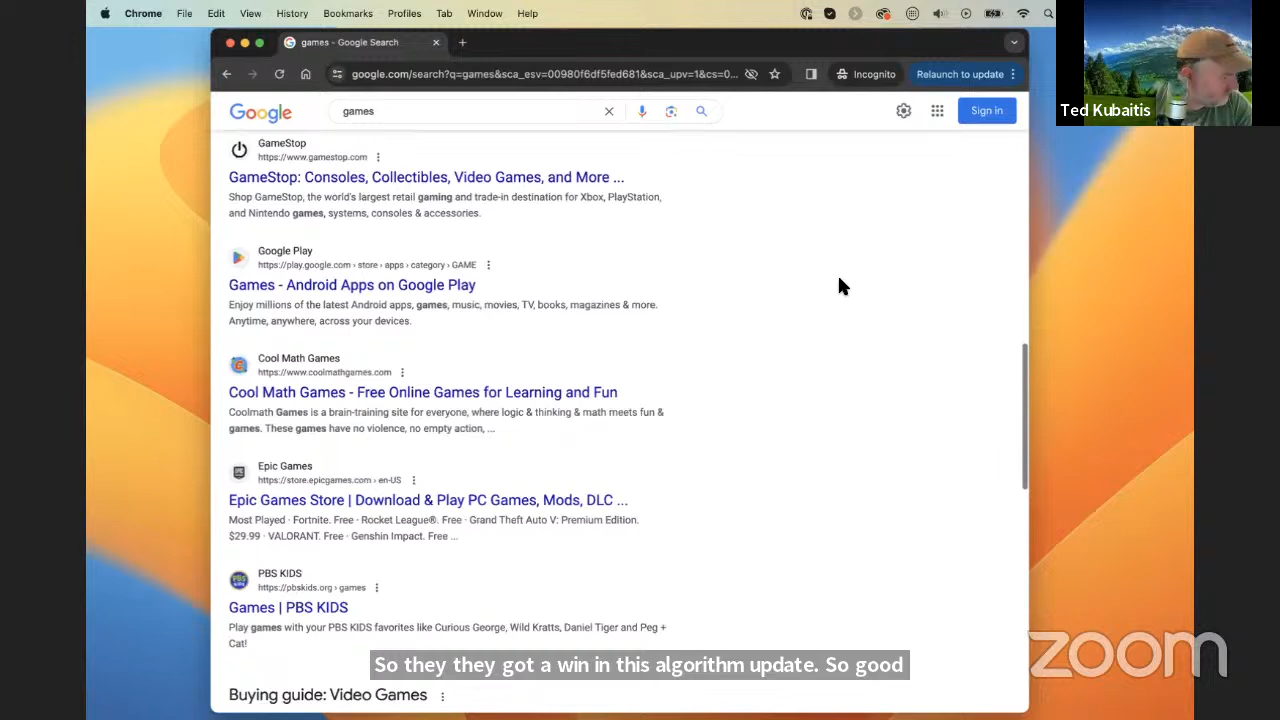 Chrome File Edit View History Bookmarks Profiles Tab Window Help
games - Google Search
google.com/search?q=games&sca_esv=00980f6df5fed681&sca_upv=1&cs=0... Incognito Relaunch to update
Google games Sign in
Ted Kubaitis
GameStop
https://www.gamestop.com
GameStop: Consoles, Collectibles, Video Games, and More ...
Shop GameStop, the world's largest retail gaming and trade-in destination for Xbox, PlayStation,
and Nintendo games, systems, consoles & accessories.
Google Play
https://play.google.com › store › apps › category › GAME
Games - Android Apps on Google Play
Enjoy millions of the latest Android apps, games, music, movies, TV, books, magazines & more.
Anytime, anywhere, across your devices.
Cool Math Games
https://www.coolmathgames.com
Cool Math Games - Free Online Games for Learning and Fun
Coolmath Games is a brain-training site for everyone, where logic & thinking & math meets fun &
games. These games have no violence, no empty action, ...
Epic Games
https://store.epicgames.com › en-US
Epic Games Store | Download & Play PC Games, Mods, DLC ...
Most Played · Fortnite. Free · Rocket League®. Free · Grand Theft Auto V: Premium Edition.
$29.99 · VALORANT. Free · Genshin Impact. Free ...
PBS KIDS
https://pbskids.org › games
Games | PBS KIDS
Play games with your PBS KIDS favorites like Curious George, Wild Kratts, Daniel Tiger and Peg +
Cat!
So they they got a win in this algorithm update. So good
zoom
Buying guide: Video Games